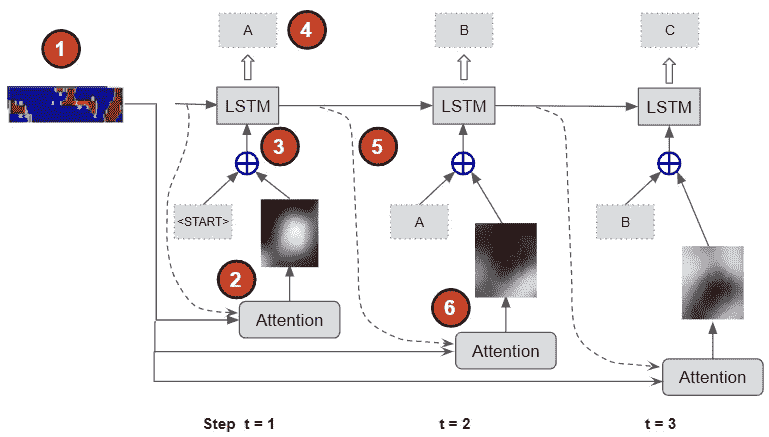 1
A
4
B
C
LSTM
LSTM
LSTM
3
5
<START>
A
B
2
6
Attention
Attention
Attention
Step t = 1
t = 2
t = 3